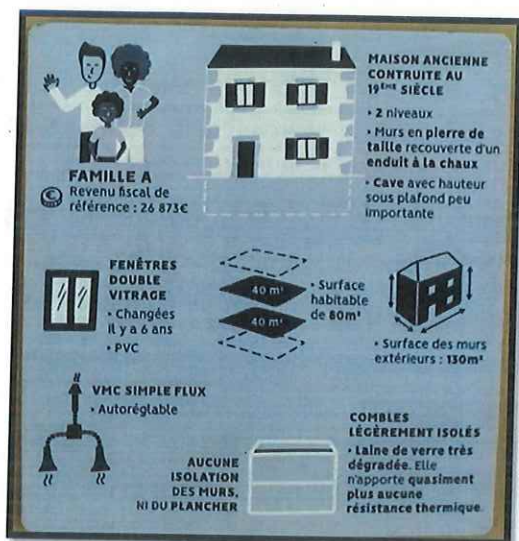 MAISON ANCIENNE
CONTRUITE AU
19ÈME SIÈCLE
• 2 niveaux
• Murs en pierre de
taille recouverte d'un
enduit à la chaux
• Cave avec hauteur
sous plafond peu
importante
FAMILLE A
€ Revenu fiscal de
référence : 26 873€
FENÊTRES
DOUBLE
VITRAGE
• Changées
il y a 6 ans
• PVC
40 m²
40 m²
• Surface
habitable
de 80m²
• Surface des murs
extérieurs : 130m²
VMC SIMPLE FLUX
• Autoréglable
AUCUNE
ISOLATION
DES MURS,
NI DU PLANCHER
COMBLES
LÉGÈREMENT ISOLÉS
• Laine de verre très
dégradée. Elle
n'apporte quasiment
plus aucune
résistance thermique